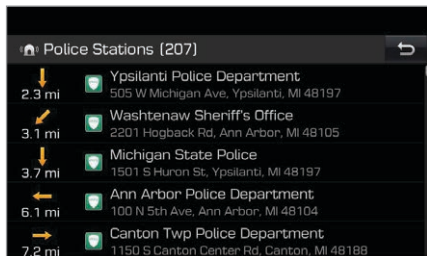 Police Stations (207)
2.3 mi
Ypsilanti Police Department
505 W Michigan Ave, Ypsilanti, MI 48197
3.1 mi
Washtenaw Sheriff's Office
2201 Hogback Rd, Ann Arbor, MI 48105
3.7 mi
Michigan State Police
1501 S Huron St, Ypsilanti, MI 48197
6.1 mi
Ann Arbor Police Department
100 N 5th Ave, Ann Arbor, MI 48104
7.2 mi
Canton Twp Police Department
1150 S Canton Center Rd, Canton, MI 48188